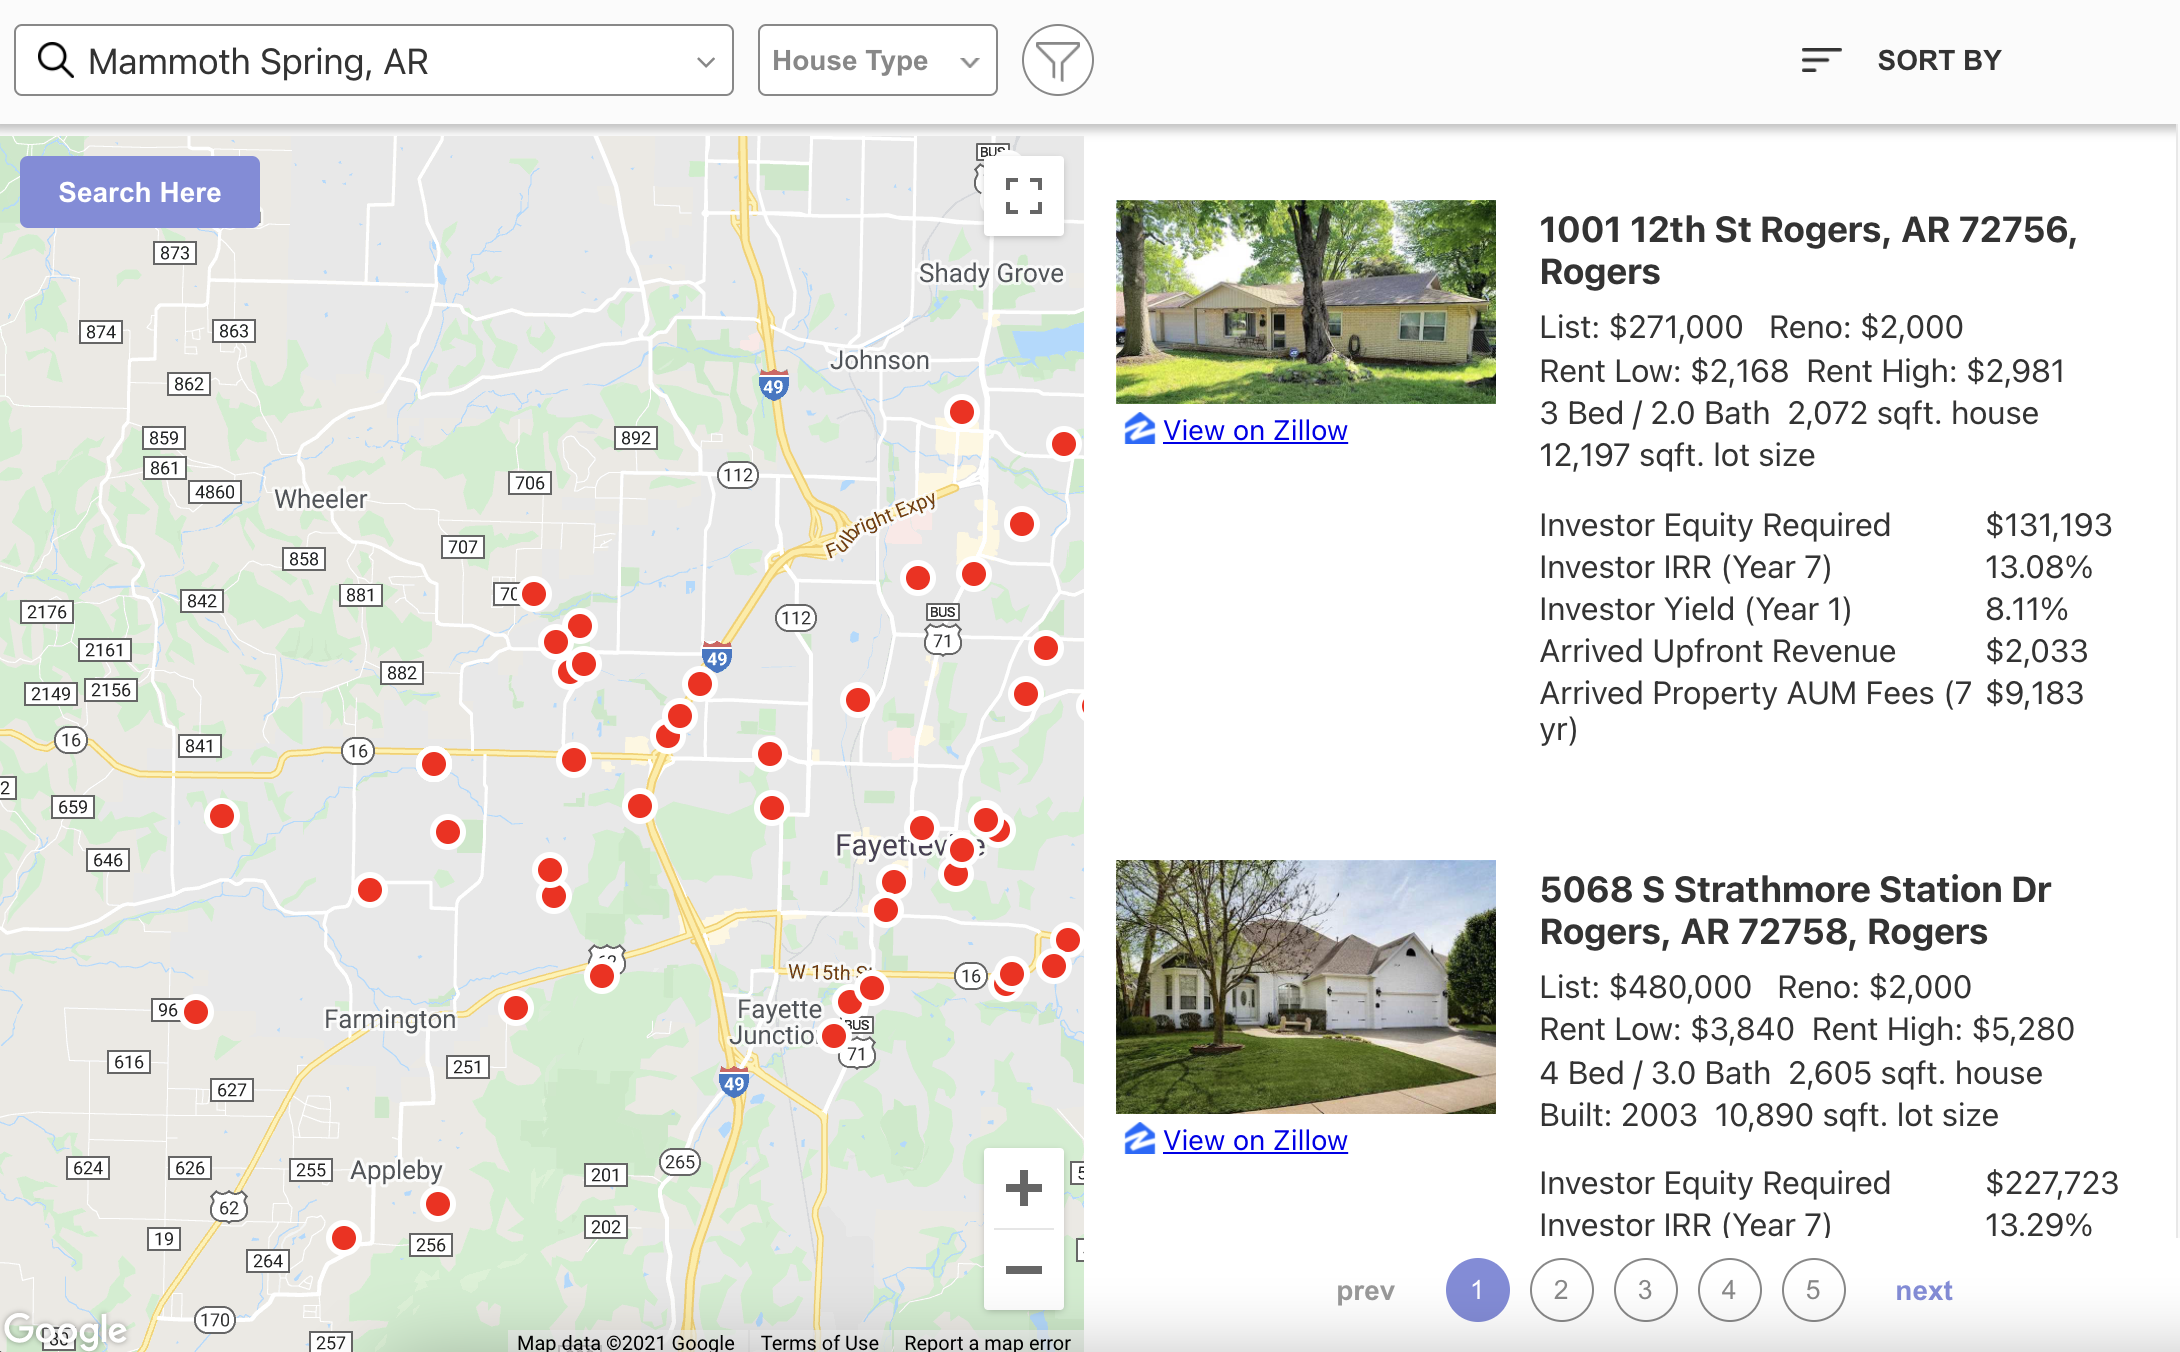 Mammoth Spring, AR
House Type
SORT BY
Search Here
BUS
873
Shady Grove
874
863
Johnson
862
49
859
892
861
112
4860
Wheeler
706
Fulbright Expy
707
858
881
842
112
2176
BUS
71
2161
49
882
2149
2156
16
841
16
659
646
Fayetteville
W 15th St
16
96
Farmington
Fayette
Junction
BUS
71
616
251
627
49
624
626
255
Appleby
201
265
62
202
19
256
264
170
257
Google
Map data ©2021 Google
Terms of Use
Report a map error
View on Zillow
1001 12th St Rogers, AR 72756,
Rogers
List: $271,000 Reno: $2,000
Rent Low: $2,168 Rent High: $2,981
3 Bed / 2.0 Bath 2,072 sqft. house
12,197 sqft. lot size
Investor Equity Required $131,193
Investor IRR (Year 7) 13.08%
Investor Yield (Year 1) 8.11%
Arrived Upfront Revenue $2,033
Arrived Property AUM Fees (7 $9,183
yr)
View on Zillow
5068 S Strathmore Station Dr
Rogers, AR 72758, Rogers
List: $480,000 Reno: $2,000
Rent Low: $3,840 Rent High: $5,280
4 Bed / 3.0 Bath 2,605 sqft. house
Built: 2003 10,890 sqft. lot size
Investor Equity Required $227,723
Investor IRR (Year 7) 13.29%
prev 1 2 3 4 5 next